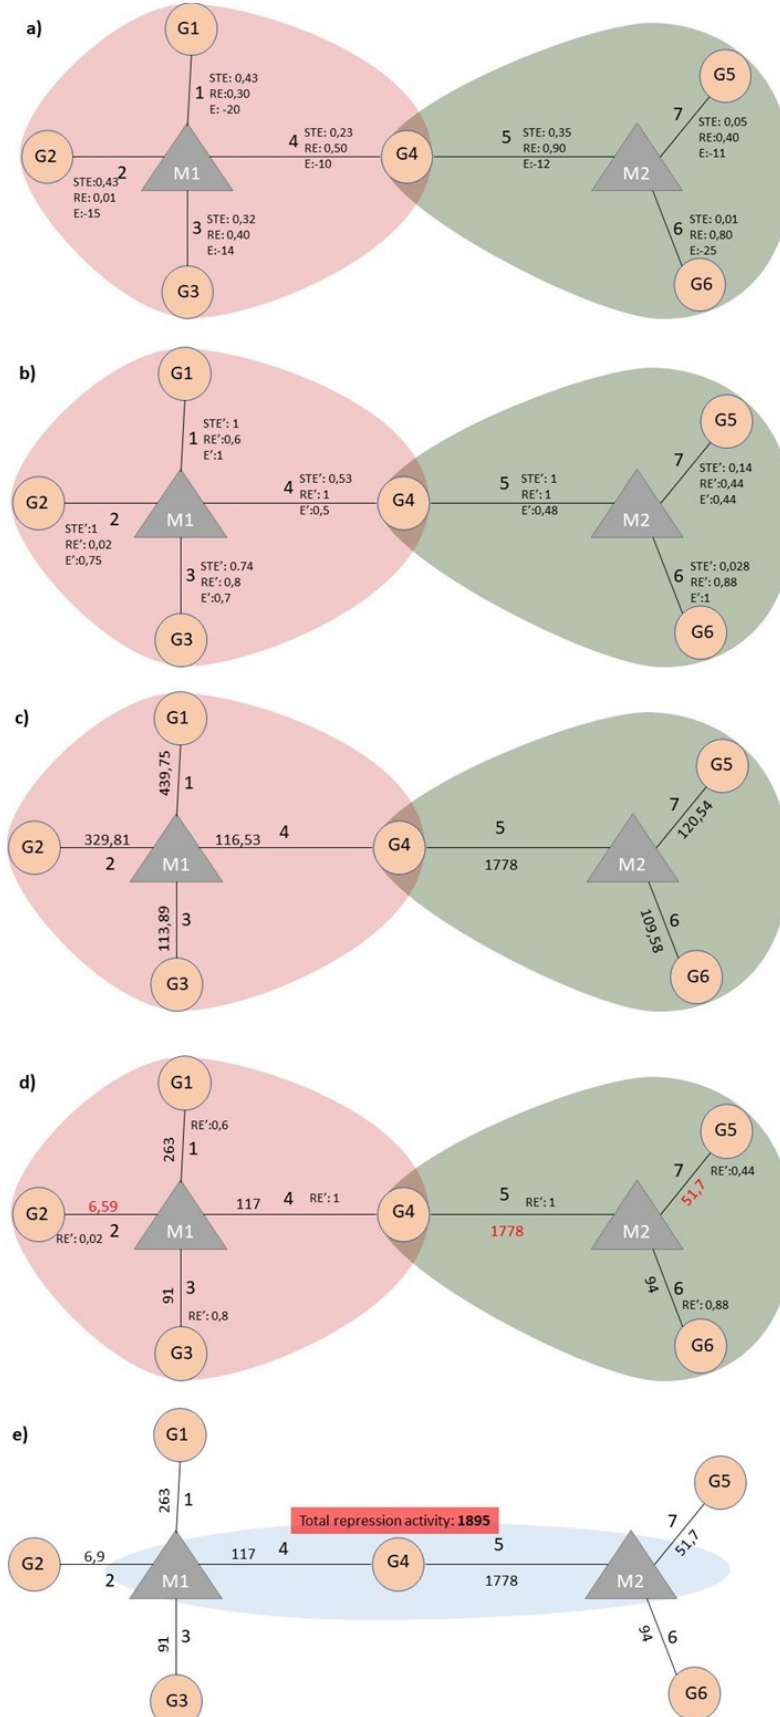 a)
G1
1
STE: 0,43
RE:0,30
E: -20
G2
2
STE:0,43
RE: 0,01
E:-15
M1
4
STE: 0,23
RE: 0,50
E:-10
G4
5
STE: 0,35
RE: 0,90
E:-12
M2
G5
7
STE: 0,05
RE:0,40
E:-11
3
STE: 0,32
RE: 0,40
E:-14
G3
6
STE: 0,01
RE: 0,80
E:-25
G6
b)
G1
1
STE’: 1
RE’:0,6
E’:1
G2
2
STE’:1
RE’: 0,02
E’:0,75
M1
4
STE’: 0,53
RE’: 1
E’:0,5
G4
5
STE’: 1
RE’: 1
E’:0,48
M2
G5
7
STE’: 0,14
RE’:0,44
E’:0,44
3
STE’: 0.74
RE’: 0,8
E’:0,7
G3
6
STE’: 0,028
RE’: 0,88
E’:1
G6
c)
G1
439,75
1
G2
329,81
2
M1
116,53
4
G4
5
1778
M2
G5
7
120,54
113,89
3
G3
109,58
6
G6
d)
G1
RE’:0,6
263
1
G2
6,59
RE’: 0,02
2
M1
117
4
RE’: 1
G4
5
RE’: 1
1778
M2
G5
7
RE’:0,44
51,7
91
3
RE’: 0,8
G3
94
6
RE’: 0,88
G6
e)
G1
263
1
Total repression activity: 1895
G2
6,9
2
M1
117
4
G4
5
1778
M2
G5
7
51,7
91
3
G3
94
6
G6